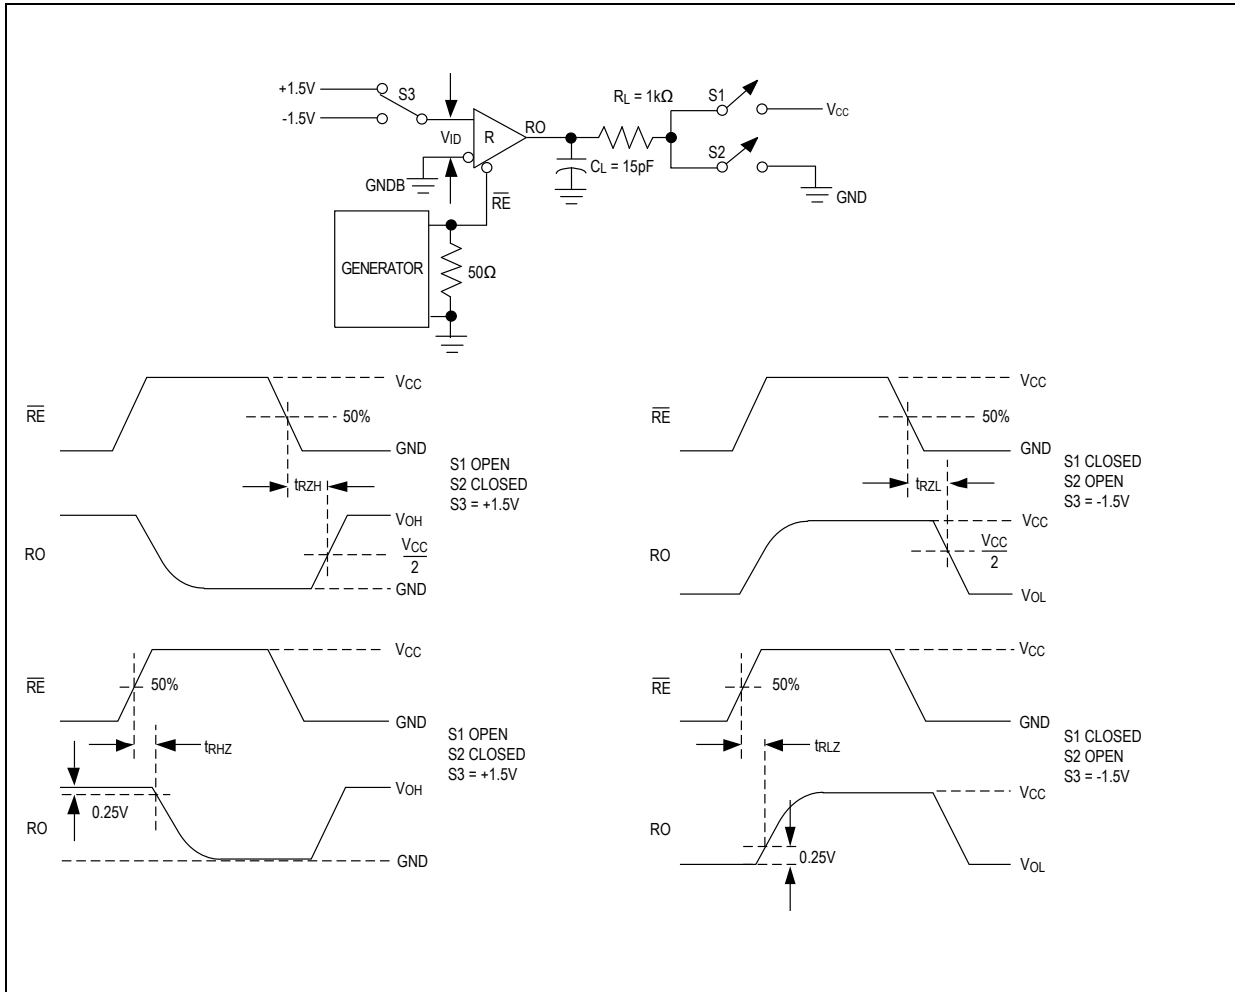 +1.5V
S3
-1.5V
VID
R
RO
GNDB
RE
GENERATOR
50Ω
RL = 1kΩ
CL = 15pF
S1
VCC
S2
GND
RE
VCC
50%
GND
tRZH
S1 OPEN
S2 CLOSED
S3 = +1.5V
RO
VOH
VCC
2
GND
RE
VCC
50%
GND
tRZL
S1 CLOSED
S2 OPEN
S3 = -1.5V
RO
VCC
VCC
2
VOL
RE
VCC
50%
GND
tRHZ
S1 OPEN
S2 CLOSED
S3 = +1.5V
RO
VOH
0.25V
GND
RE
VCC
50%
GND
tRLZ
S1 CLOSED
S2 OPEN
S3 = -1.5V
RO
VCC
0.25V
VOL